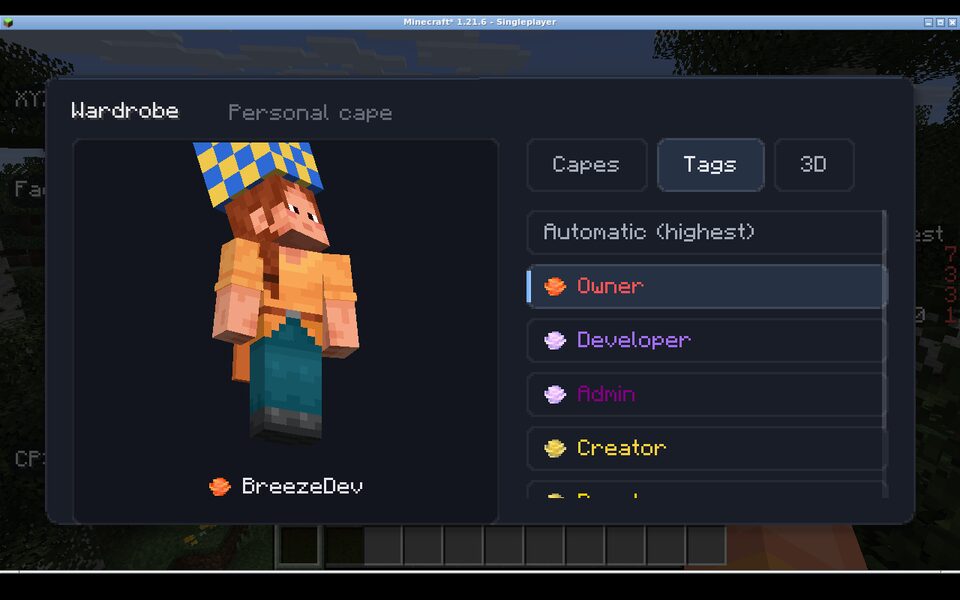 Minecraft* 1.21.6 - Singleplayer
Wardrobe
Personal cape
Capes
Tags
3D
Automatic (highest)
Owner
Developer
Admin
Creator
BreezeDev